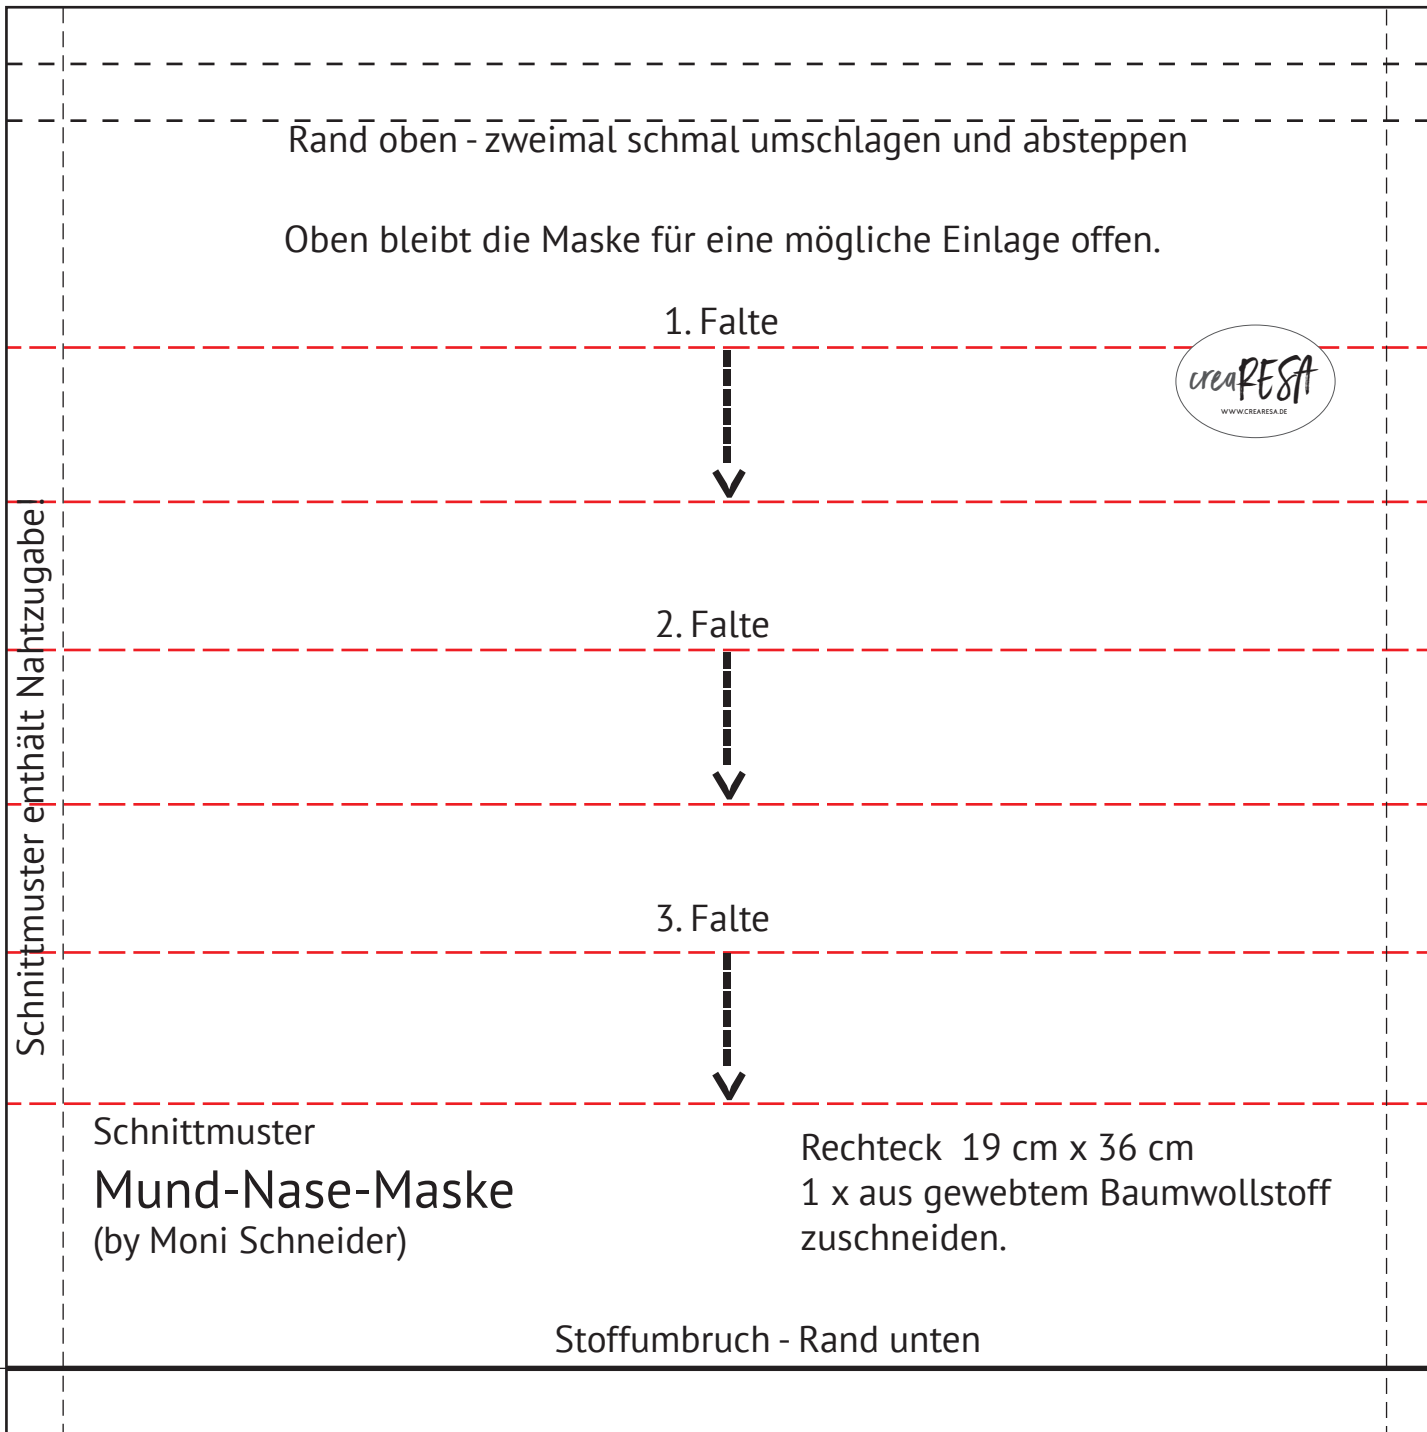 Rand oben - zweimal schmal umschlagen und absteppen
Oben bleibt die Maske für eine mögliche Einlage offen.
1. Falte
creaRESA
WWW.CREARESA.DE
Schnittmuster enthält Nahtzugabe!
2. Falte
3. Falte
Schnittmuster
Mund-Nase-Maske
(by Moni Schneider)
Rechteck 19 cm x 36 cm
1 x aus gewebtem Baumwollstoff
zuschneiden.
Stoffumbruch - Rand unten